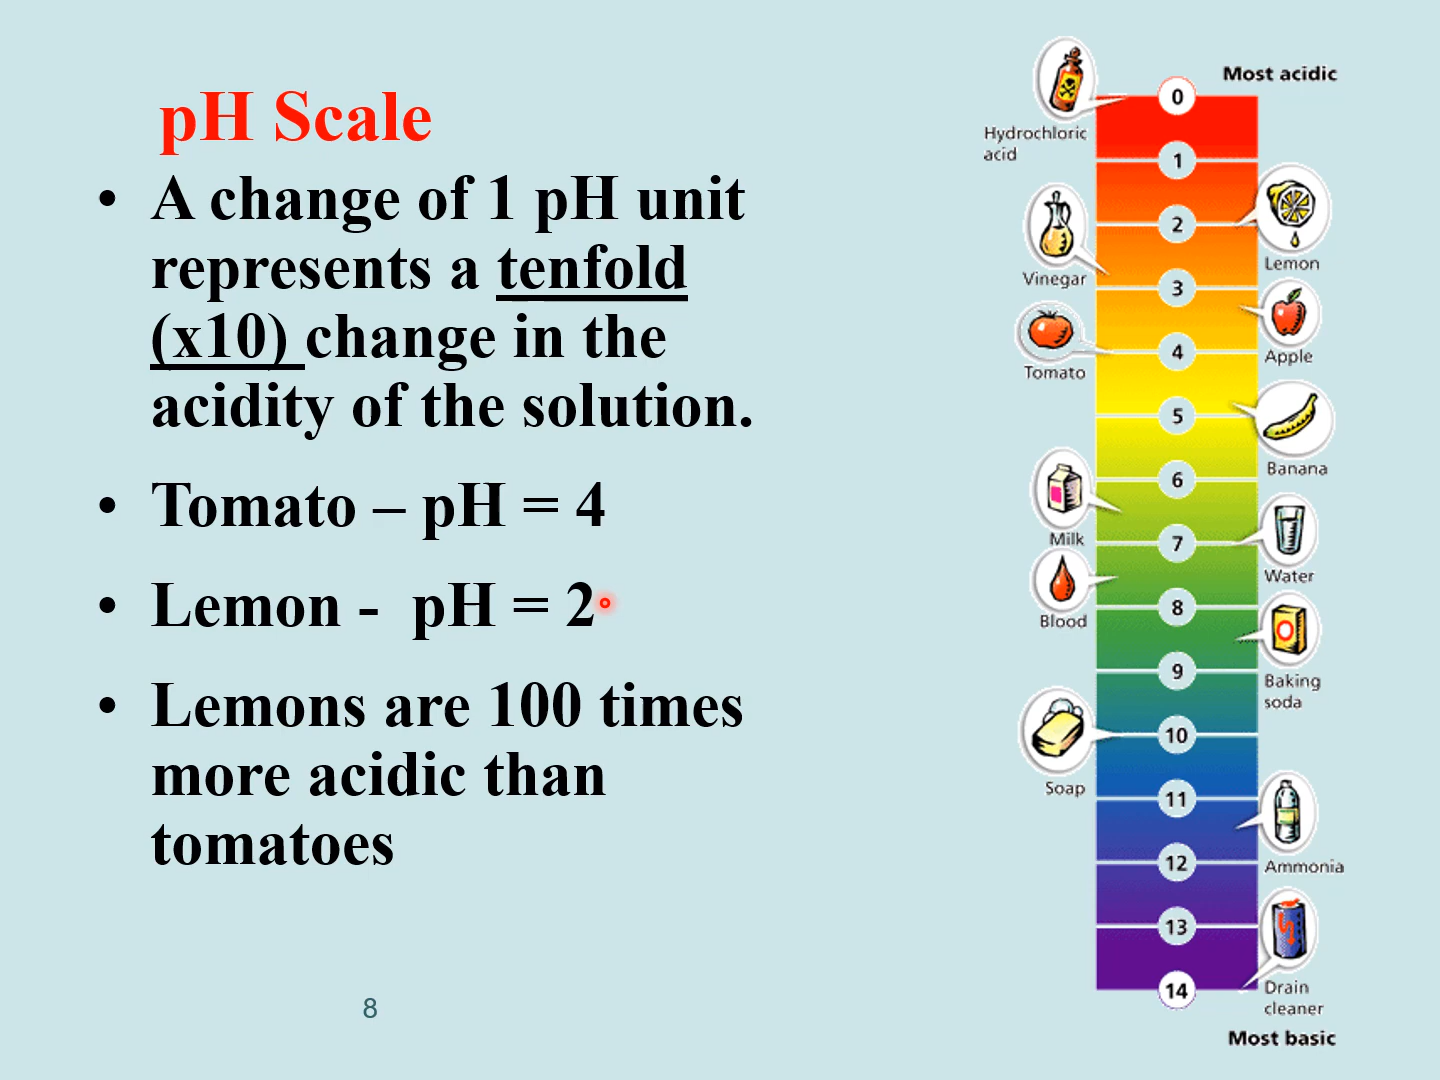 pH Scale
• A change of 1 pH unit
represents a tenfold
(x10) change in the
acidity of the solution.
• Tomato – pH = 4
• Lemon - pH = 2
• Lemons are 100 times
more acidic than
tomatoes
8
Most acidic
0
Hydrochloric
acid
1
2
Lemon
Vinegar
3
Apple
4
Tomato
5
Banana
6
Milk
7
Water
8
Blood
9
Baking
soda
10
Soap
11
Ammonia
12
13
Drain
cleaner
14
Most basic